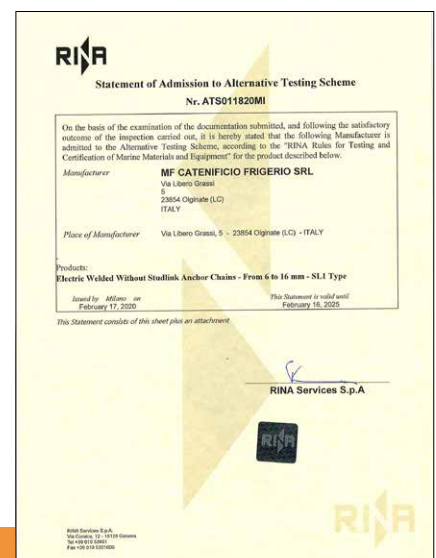 RINA
Statement of Admission to Alternative Testing Scheme
Nr. ATS011820MI
On the basis of the examination of the documentation submitted, and following the satisfactory
outcome of the inspection carried out, it is hereby stated that the following Manufacturer is
admitted to the Alternative Testing Scheme, according to the "RINA Rules for Testing and
Certification of Marine Materials and Equipment" for the product described below.
Manufacturer MF CATENIFICIO FRIGERIO SRL
Via Libero Grassi
5
23854 Olginate (LC)
ITALY
Place of Manufacturer Via Libero Grassi, 5 - 23854 Olginate (LC) - ITALY
Products:
Electric Welded Without Studlink Anchor Chains - From 6 to 16 mm - SL1 Type
Issued by Milano on This Statement is valid until
February 17, 2020 February 16, 2025
This Statement consists of this sheet plus an attachment
RINA Services S.p.A
RINA
RINA
RINA Services S.p.A.
Via Corsica, 12 - 16128 Genova